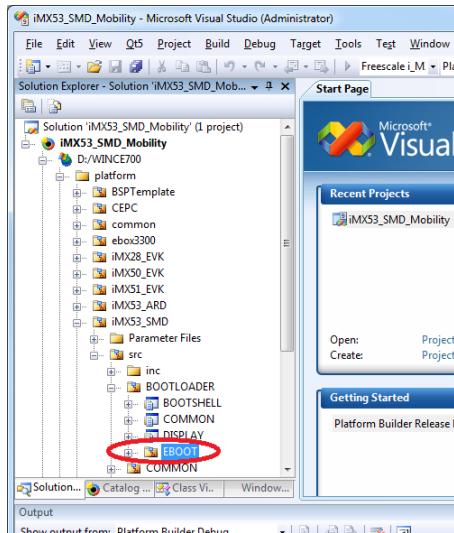 iMX53_SMD_Mobility - Microsoft Visual Studio (Administrator)
File Edit View Qt5 Project Build Debug Target Tools Test Window
Freescale i_M
Solution Explorer - Solution 'iMX53_SMD_Mob...
Start Page
Solution 'iMX53_SMD_Mobility' (1 project)
iMX53_SMD_Mobility
D:/WINCE700
platform
BSPTemplate
CEPC
common
ebox3300
iMX28_EVK
iMX50_EVK
iMX51_EVK
iMX53_ARD
iMX53_SMD
Parameter Files
src
inc
BOOTLOADER
BOOTSHELL
COMMON
DISPLAY
EBOOT
COMMON
Microsoft®
Visual
Recent Projects
iMX53_SMD_Mobility
Open: Project
Create: Project
Getting Started
Platform Builder Release
Solution... Catalog ... Class Vi.. Window...
Output
Show output from: Platform Builder Debug